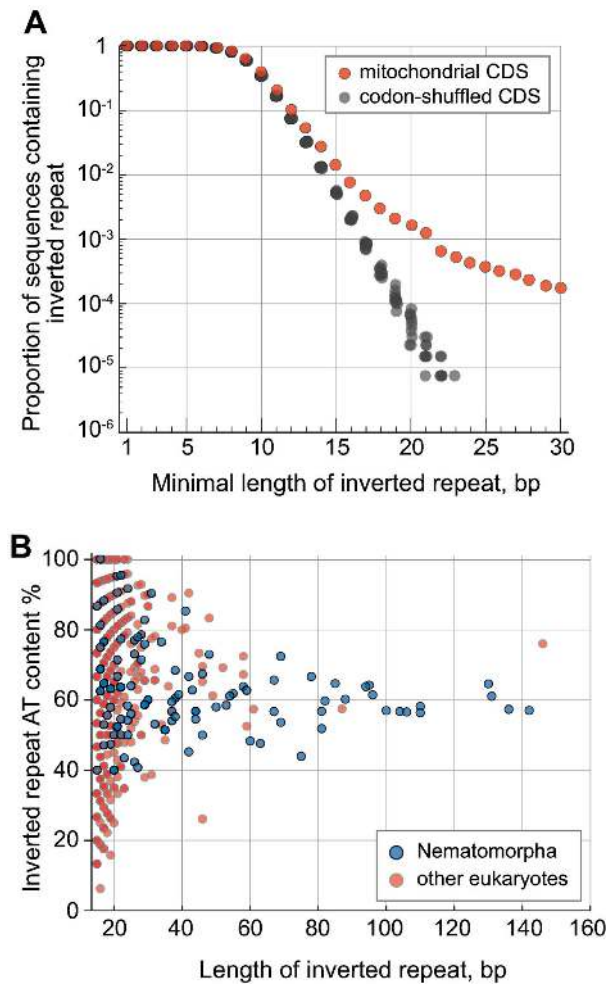 A
Proportion of sequences containing
inverted repeat
1
10-1
10-2
10-3
10-4
10-5
10-6
mitochondrial CDS
codon-shuffled CDS
1 5 10 15 20 25 30
Minimal length of inverted repeat, bp
B
Inverted repeat AT content %
100
80
60
40
20
0
Nematomorpha
other eukaryotes
20 40 60 80 100 120 140 160
Length of inverted repeat, bp